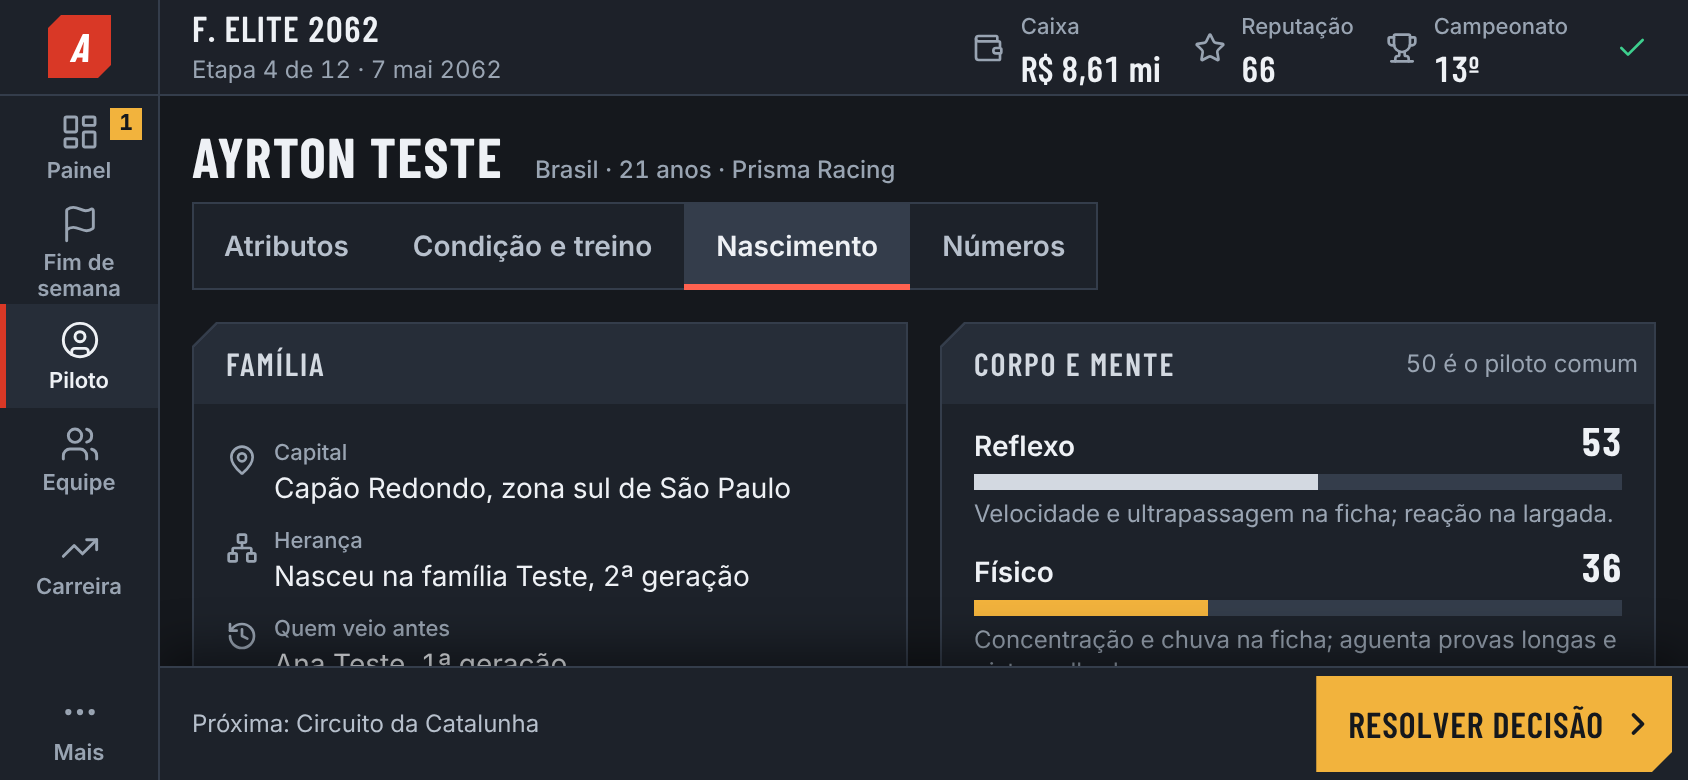 A
F. ELITE 2062
Etapa 4 de 12 · 7 mai 2062
Caixa
R$ 8,61 mi
Reputação
66
Campeonato
13º
1
Painel
Fim de
semana
Piloto
Equipe
Carreira
Mais
AYRTON TESTE
Brasil · 21 anos · Prisma Racing
Atributos
Condição e treino
Nascimento
Números
FAMÍLIA
Capital
Capão Redondo, zona sul de São Paulo
Herança
Nasceu na família Teste, 2ª geração
Quem veio antes
Ana Teste, 1ª geração
CORPO E MENTE
50 é o piloto comum
Reflexo
53
Velocidade e ultrapassagem na ficha; reação na largada.
Físico
36
Concentração e chuva na ficha; aguenta provas longas e
Próxima: Circuito da Catalunha
RESOLVER DECISÃO